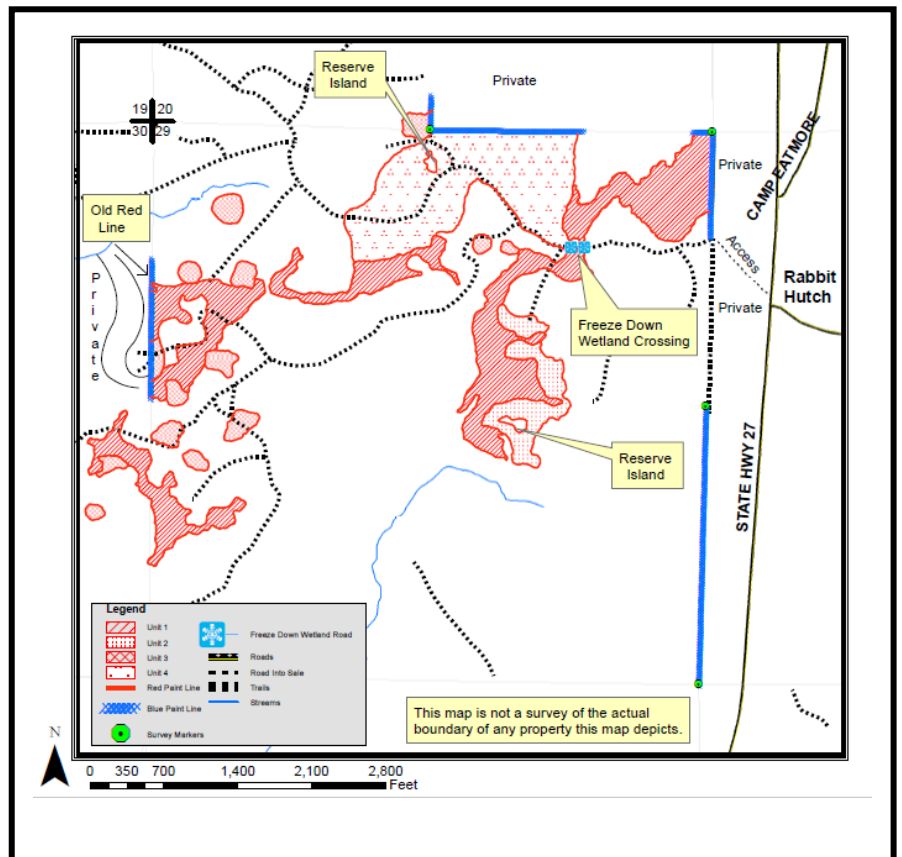 Reserve
Island
Private
19 20
30 29
Private
CAMP EATMORE
Old Red
Line
Private
Access
Rabbit
Hutch
Private
Freeze Down
Wetland Crossing
Reserve
Island
STATE HWY 27
Legend
Unit 1
Unit 2
Unit 3
Unit 4
Red Paint Line
Blue Paint Line
Survey Markers
Freeze Down Wetland Road
Roads
Road Into Sale
Trails
Streams
This map is not a survey of the actual
boundary of any property this map depicts.
N
0 350 700 1,400 2,100 2,800
Feet